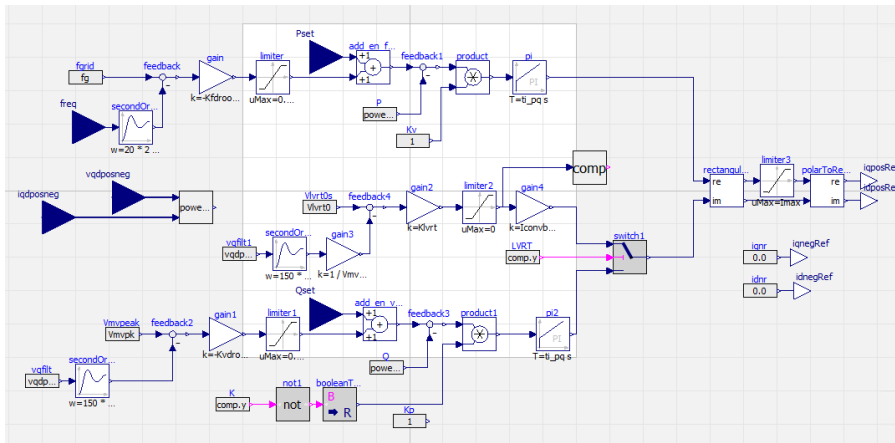 Pset
add_en_f...
fgrid
feedback
gain
limiter
+1
feedback1
product
pi
fg
+
+1
PI
k=-Kfdroo...
uMax=0....
T=ti_pq s
freq
secondOr...
P
powe...
w=20 * 2 ...
Kv
1
vqdposneg
comp
rectangul...
limiter3
polarToRe...
iqposRe
re
re
iqdposneg
powe...
gain2
limiter2
gain4
im
im
idposRe
Vlvrt0s
feedback4
uMax=Imax
Vlvrt0
k=Klvrt
uMax=0
k=Iconvb...
switch1
vqfilt1
secondOr...
gain3
LVRT
iqnr
iqnegRef
vqdp...
comp.y
0.0
w=150 * ...
k=1 / Vmv...
idnr
idnegRef
Qset
add_en_v...
0.0
Vmvpeak
feedback2
gain1
limiter1
+1
feedback3
product1
pi2
Vmvpk
+
+1
PI
k=-Kvdro...
uMax=0....
T=ti_pq s
vqfilt
secondOr...
Q
vqdp...
powe...
K
not1
booleanT...
w=150 * ...
comp.y
not
B
R
Kp
1